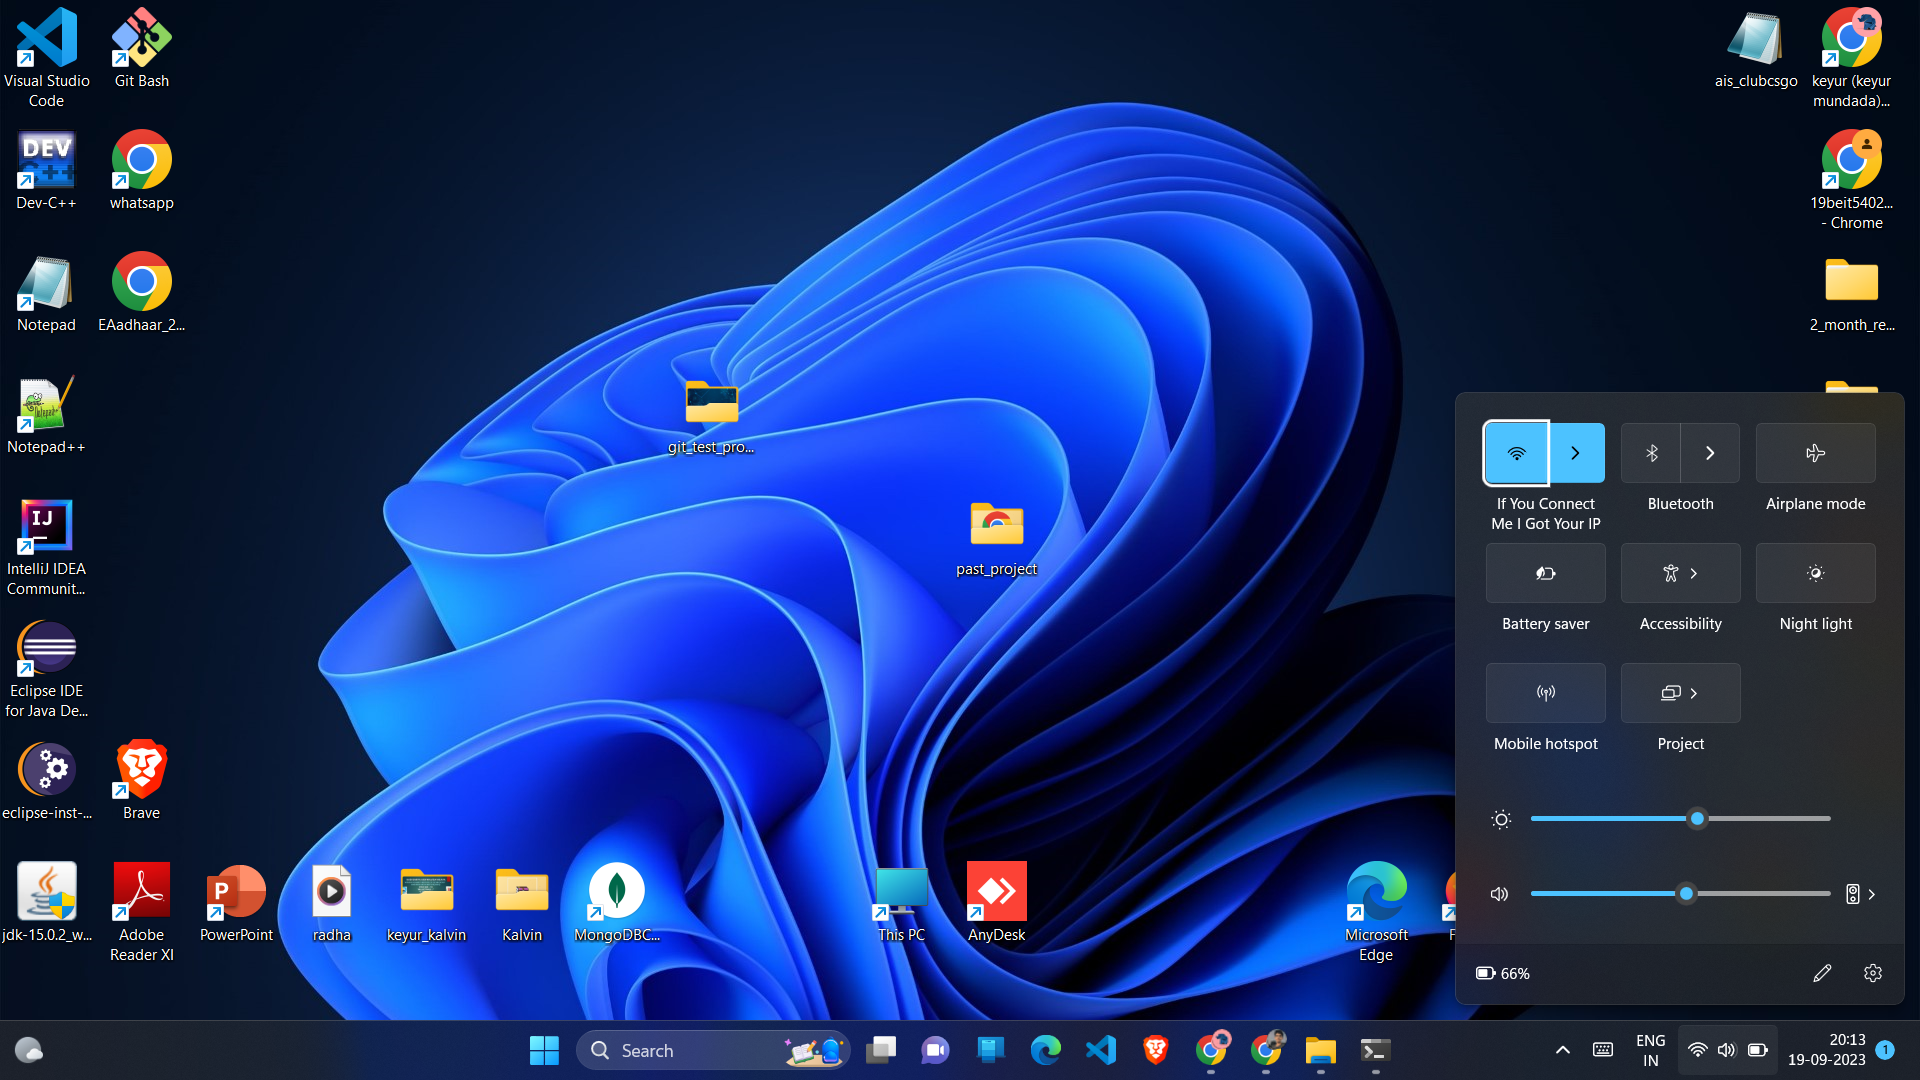 Visual Studio
Code
Git Bash
ais_clubcsgo
keyur (keyur
mundada)...
DEV
C++
Dev-C++
whatsapp
19beit5402...
- Chrome
Notepad
EAadhaar_2...
2_month_re...
Notepad++
git_test_pro...
IJ
IntelliJ IDEA
Communit...
past_project
If You Connect
Me I Got Your IP
Bluetooth
Airplane mode
Battery saver
Accessibility
Night light
Eclipse IDE
for Java De...
Mobile hotspot
Project
eclipse-inst-...
Brave
jdk-15.0.2_w...
Adobe
Reader XI
P
PowerPoint
radha
keyur_kalvin
Kalvin
MongoDBC...
This PC
AnyDesk
Microsoft
Edge
F
66%
Search
ENG
IN
20:13
19-09-2023
1